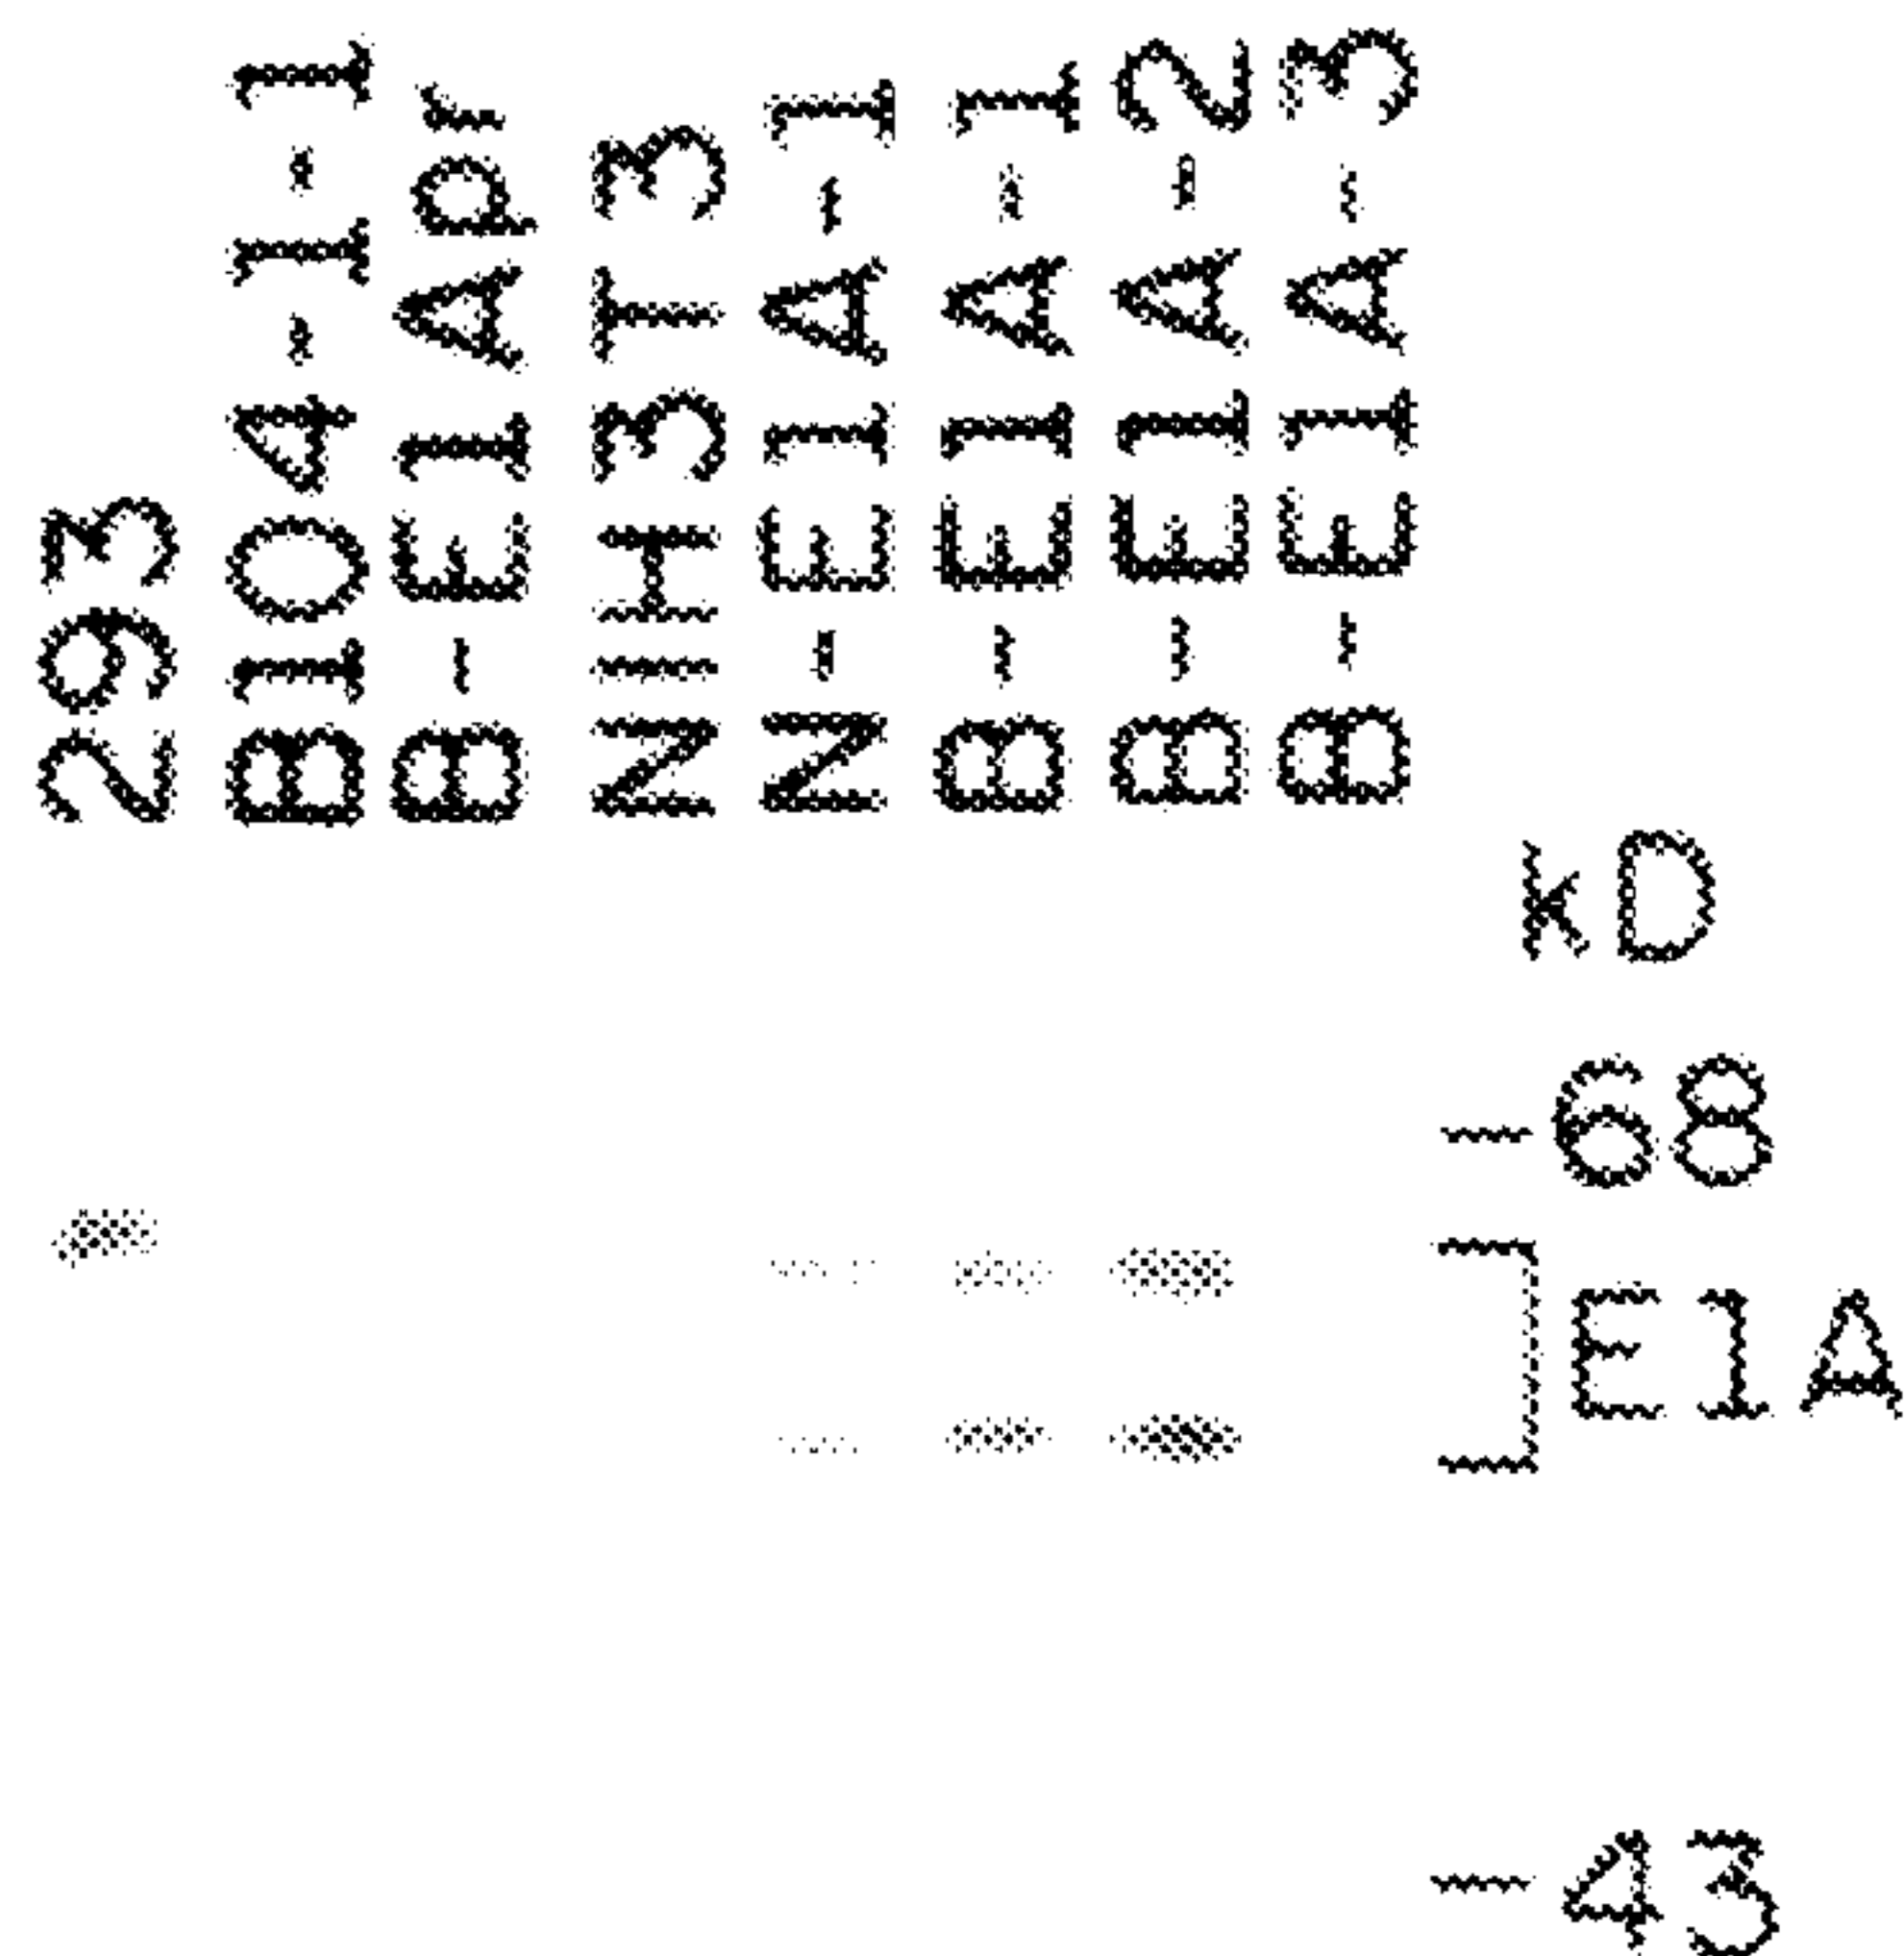 293
B104-1-1
B-E1Apr
NIH3T3
N-E1A-1
B-E1A-1
B-E1A-2
B-E1A-3
kD
-68
E1A
-43